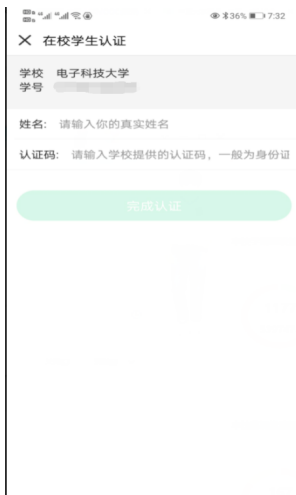 36% 7:32
× 在校学生认证
学校 电子科技大学
学号
姓名: 请输入你的真实姓名
认证码: 请输入学校提供的认证码，一般为身份证
完成认证